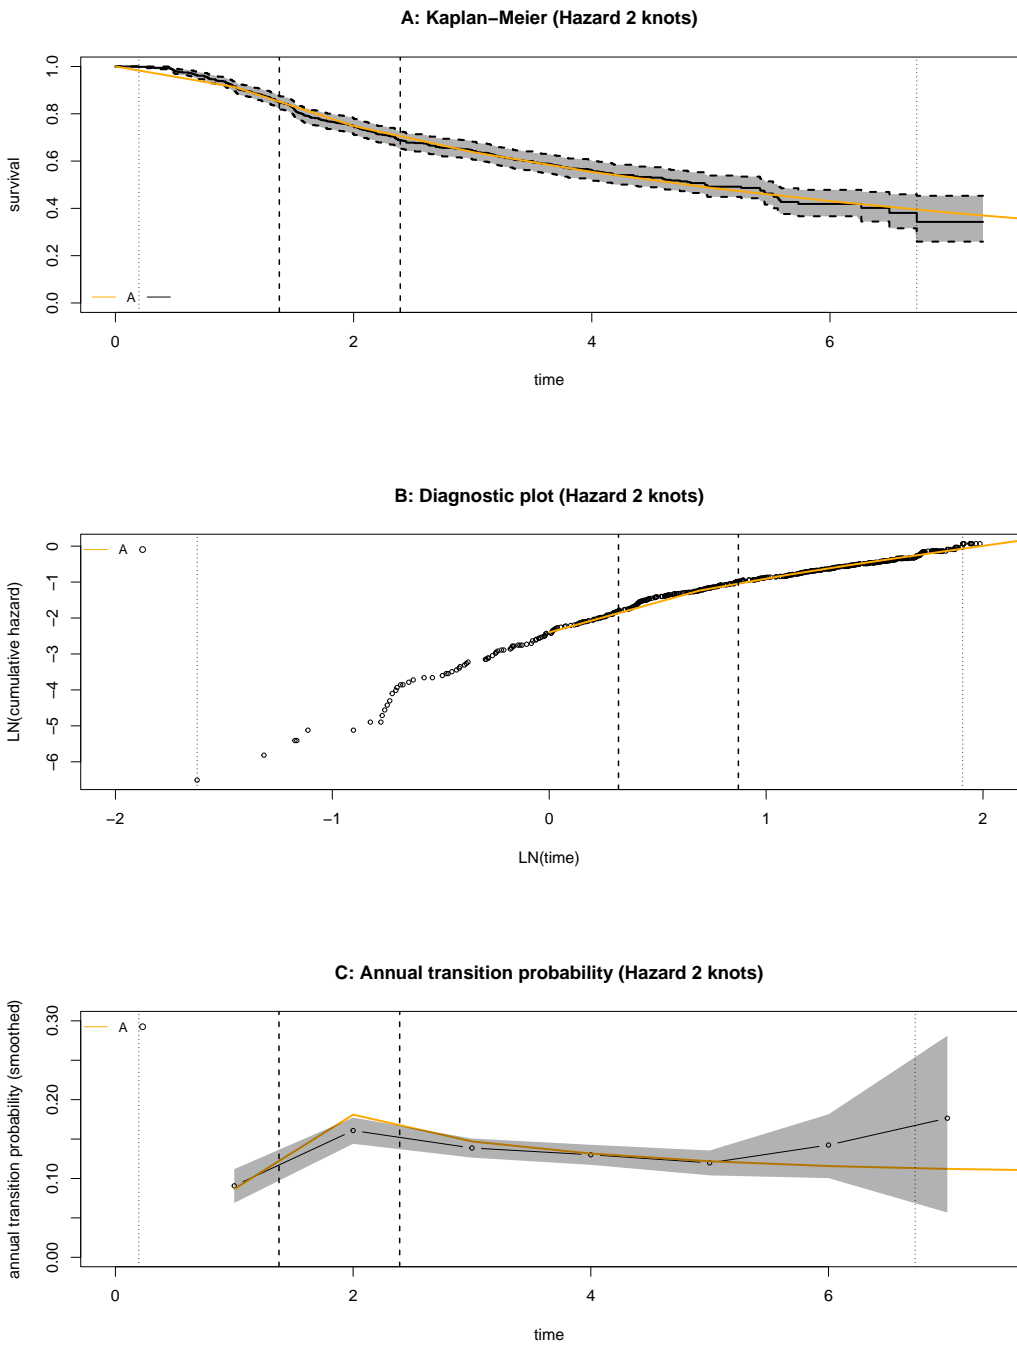 A: Kaplan−Meier (Hazard 2 knots)
survival
1.0
0.8
0.6
0.4
0.2
0.0
A
0 2 4 6
time
B: Diagnostic plot (Hazard 2 knots)
LN(cumulative hazard)
0
−1
−2
−3
−4
−5
−6
A
−2 −1 0 1 2
LN(time)
C: Annual transition probability (Hazard 2 knots)
annual transition probability (smoothed)
0.30
0.20
0.10
0.00
A
0 2 4 6
time